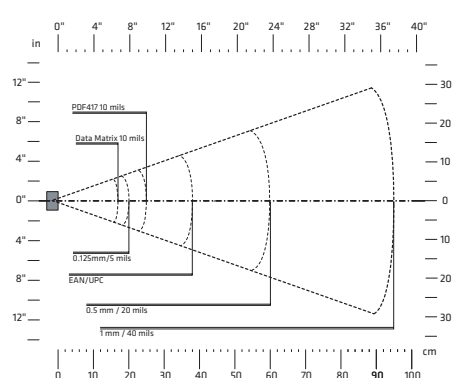 0" 4" 6" 12" 16" 20" 24" 28" 32" 36" 40"
in
12"
8"
4"
0"
4"
8"
12"
30
20
10
0
10
20
30
PDF417 10 mils
Data Matrix 10 mils
0.125mm/5 mils
EAN/UPC
0.5 mm / 20 mils
1 mm / 40 mils
cm
0 10 20 30 40 50 60 70 80 90 100